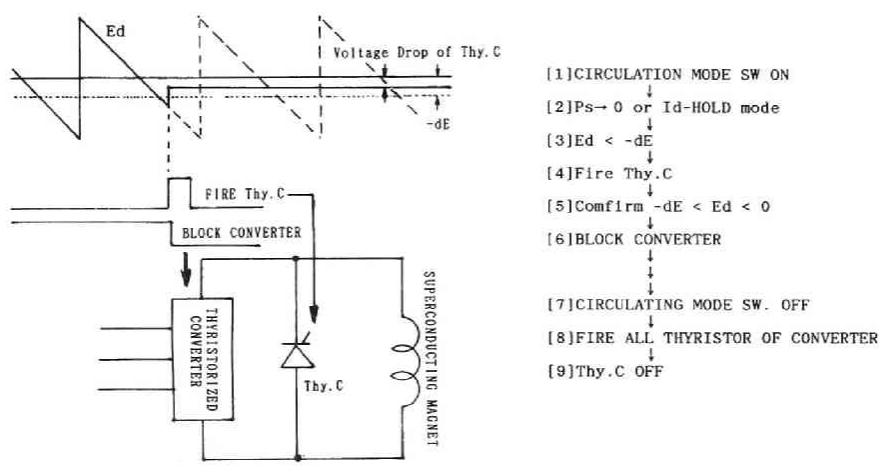 Ed
Voltage Drop of Thy.C
-dE
FIRE Thy.C
BLOCK CONVERTER
THYRISTORIZED
CONVERTER
Thy.C
SUPERCONDUCTING MAGNET
[1]CIRCULATION MODE SW ON
↓
[2]Ps→ 0 or Id-HOLD mode
↓
[3]Ed < -dE
↓
[4]Fire Thy.C
↓
[5]Comfirm -dE < Ed < 0
↓
[6]BLOCK CONVERTER
↓
↓
↓
[7]CIRCULATING MODE SW. OFF
↓
[8]FIRE ALL THYRISTOR OF CONVERTER
↓
[9]Thy.C OFF